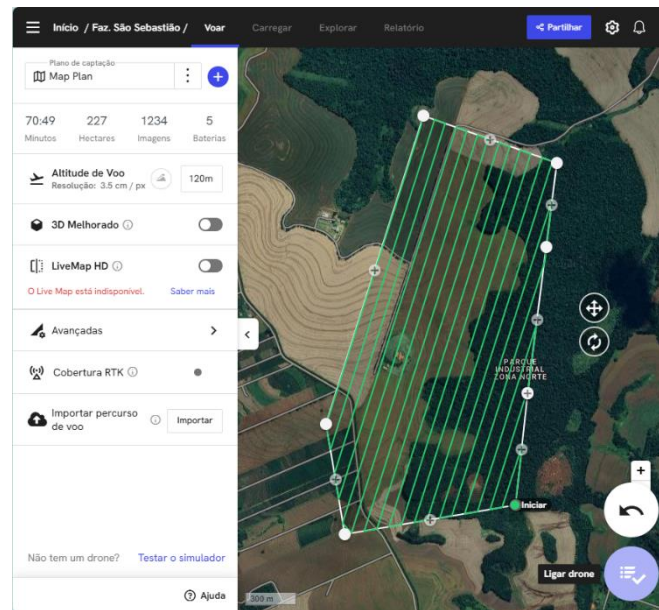 Início / Faz. São Sebastião / Voar Carregar Explorar Relatório Partilhar
Plano de captação
Map Plan
70:49 227 1234 5
Minutos Hectares Imagens Baterias
Altitude de Voo
Resolução: 3.5 cm / px
120m
3D Melhorado
LiveMap HD
O Live Map está indisponível. Saber mais
Avançadas
Cobertura RTK
Importar percurso
de voo
Importar
Não tem um drone? Testar o simulador
Ajuda
PARQUE
INDUSTRIAL
ZONA NORTE
Iniciar
Ligar drone
300 m